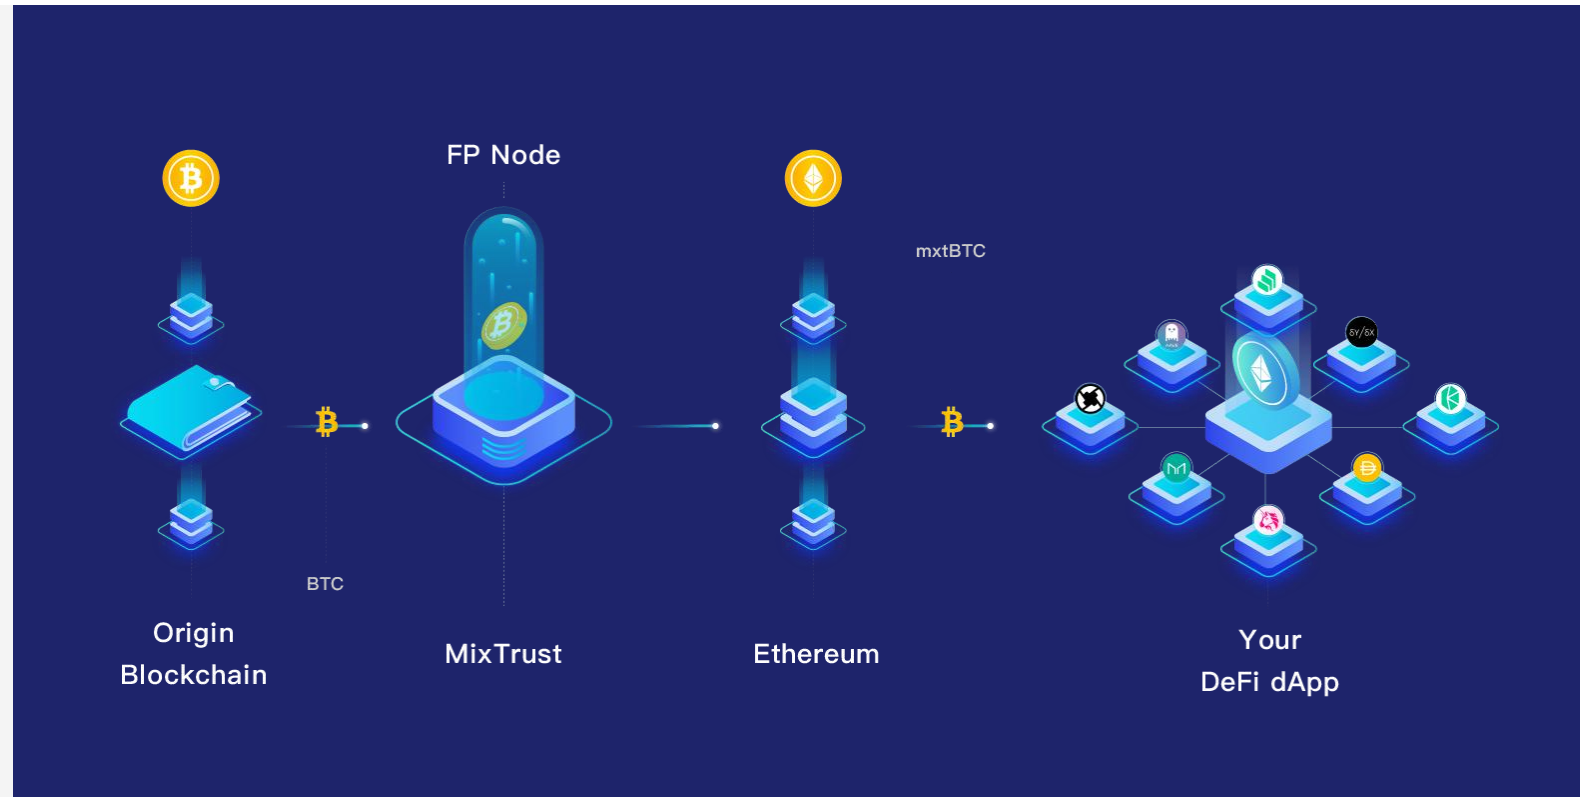 FP Node
mxtBTC
BTC
Origin
Blockchain
MixTrust
Ethereum
Your
DeFi dApp